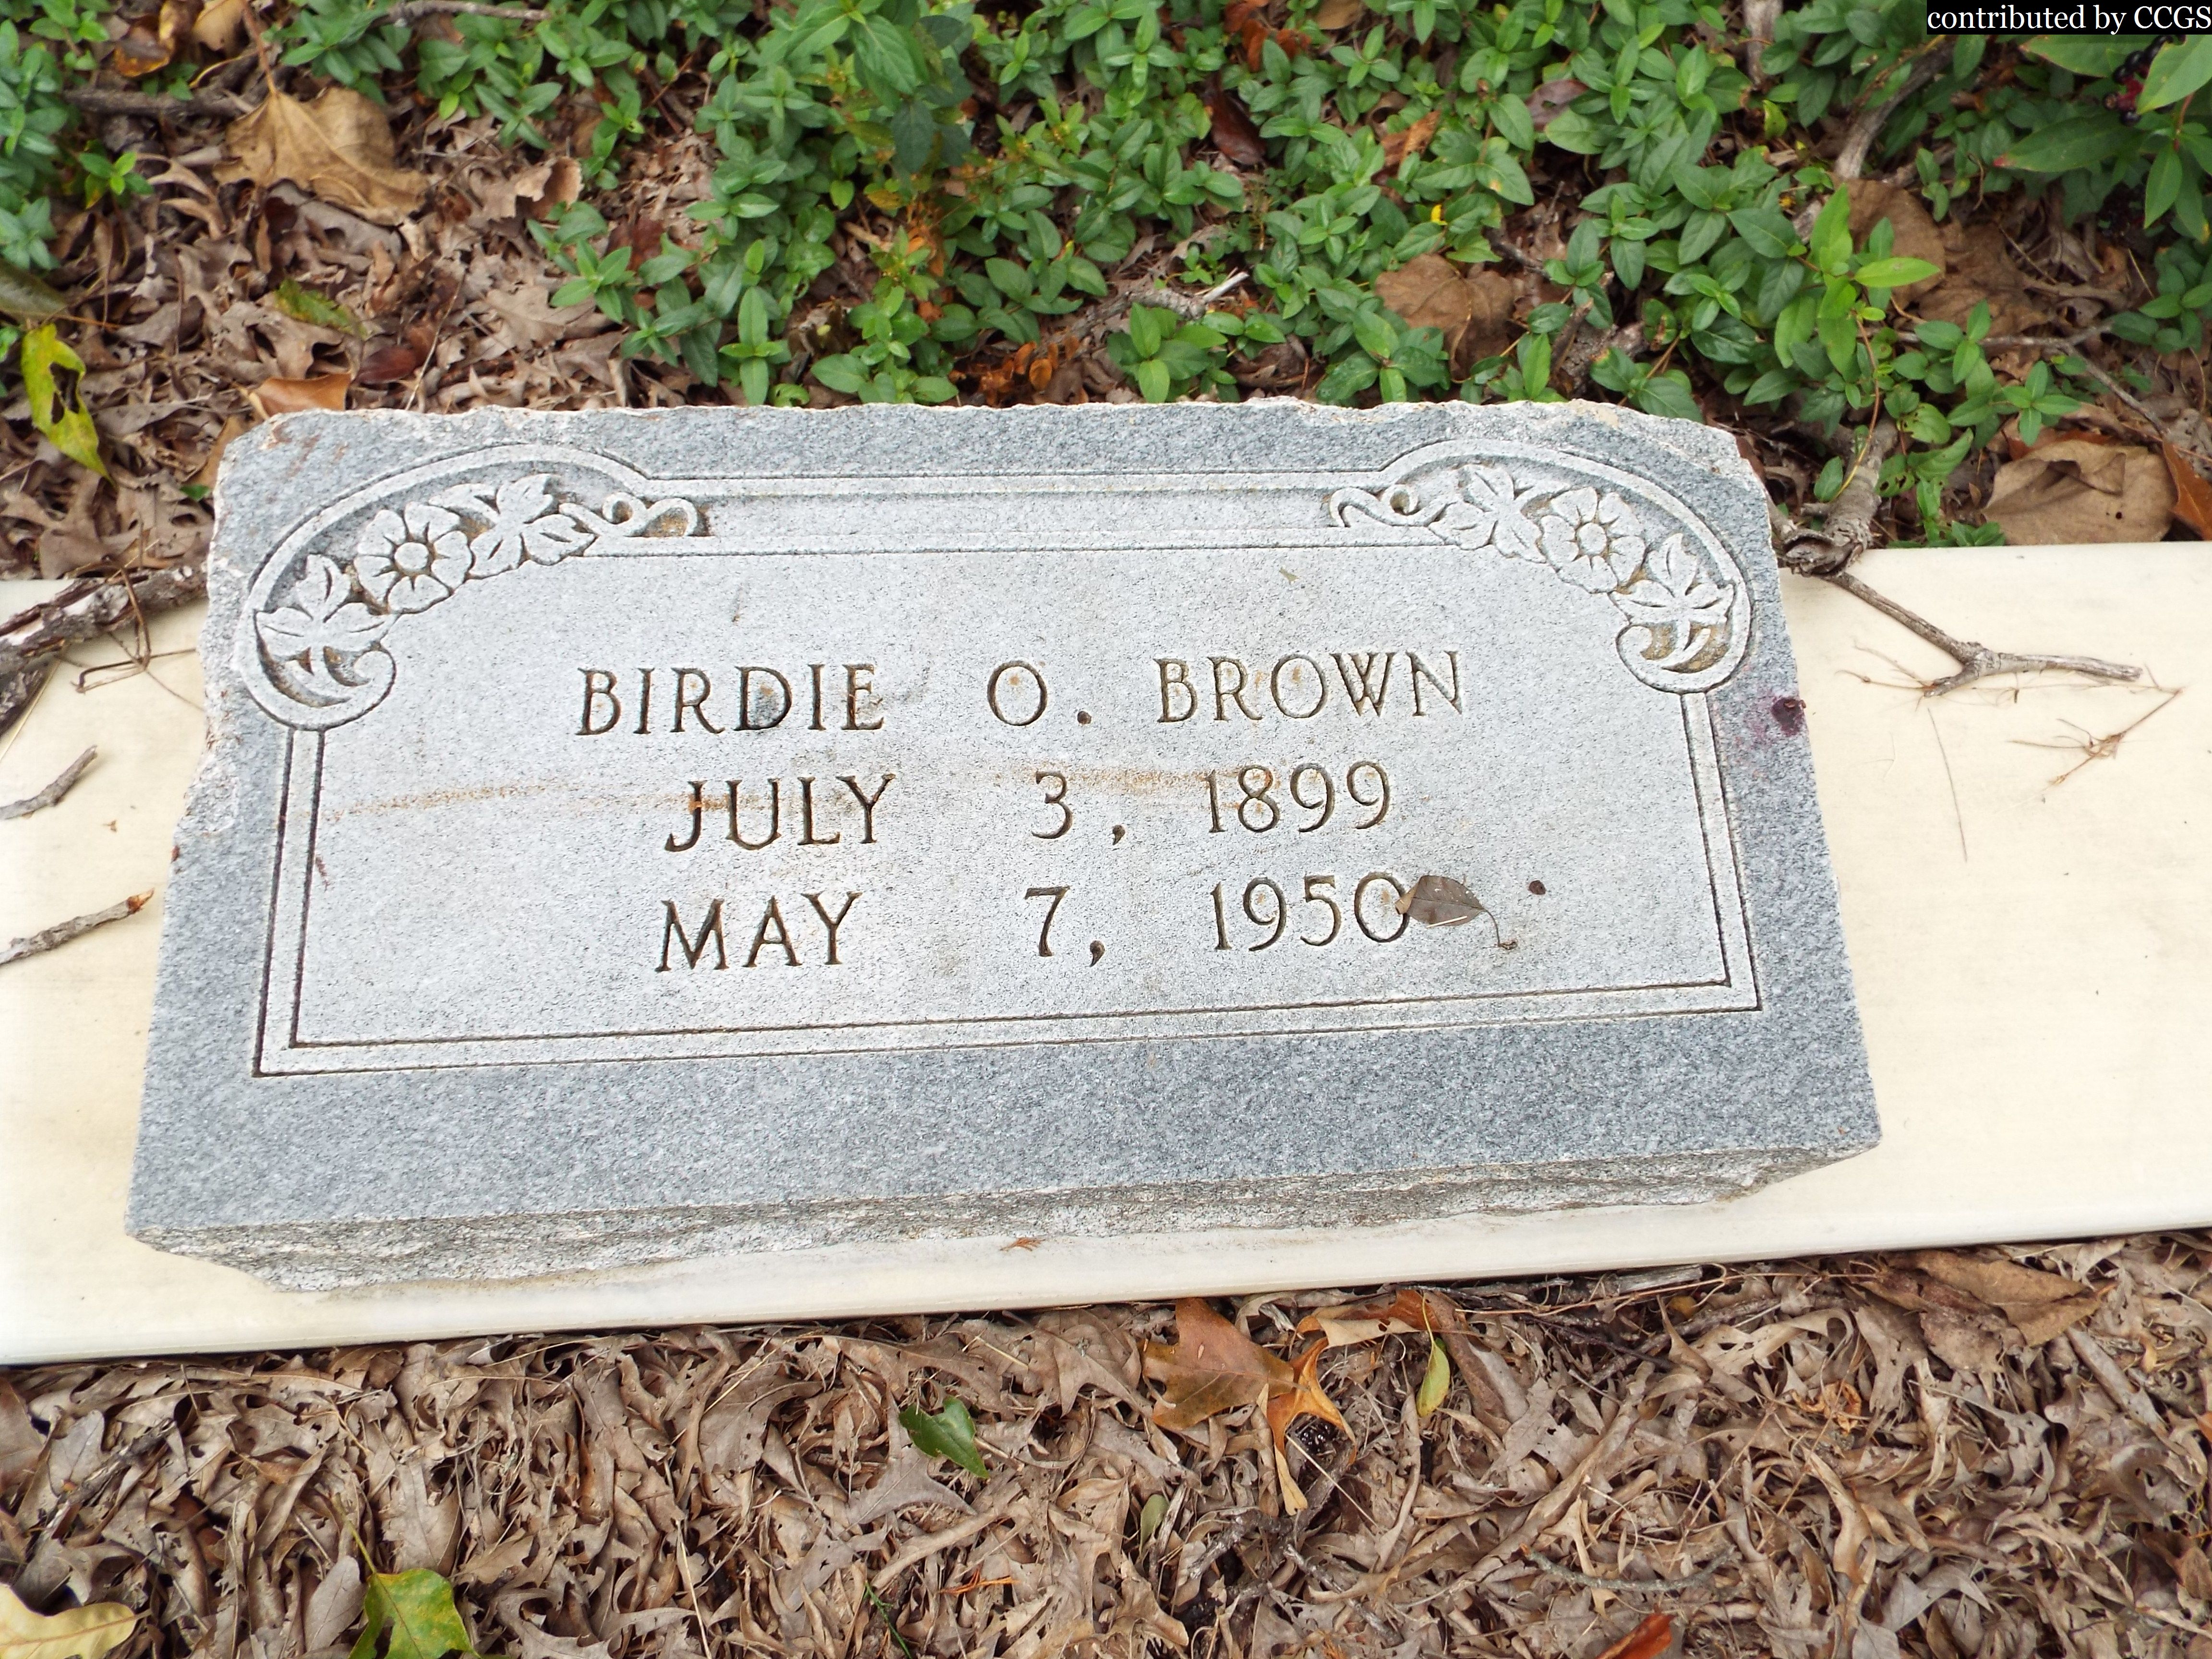 contributed by CCGS
BIRDIE O. BROWN
JULY 3, 1899
MAY 7, 1950